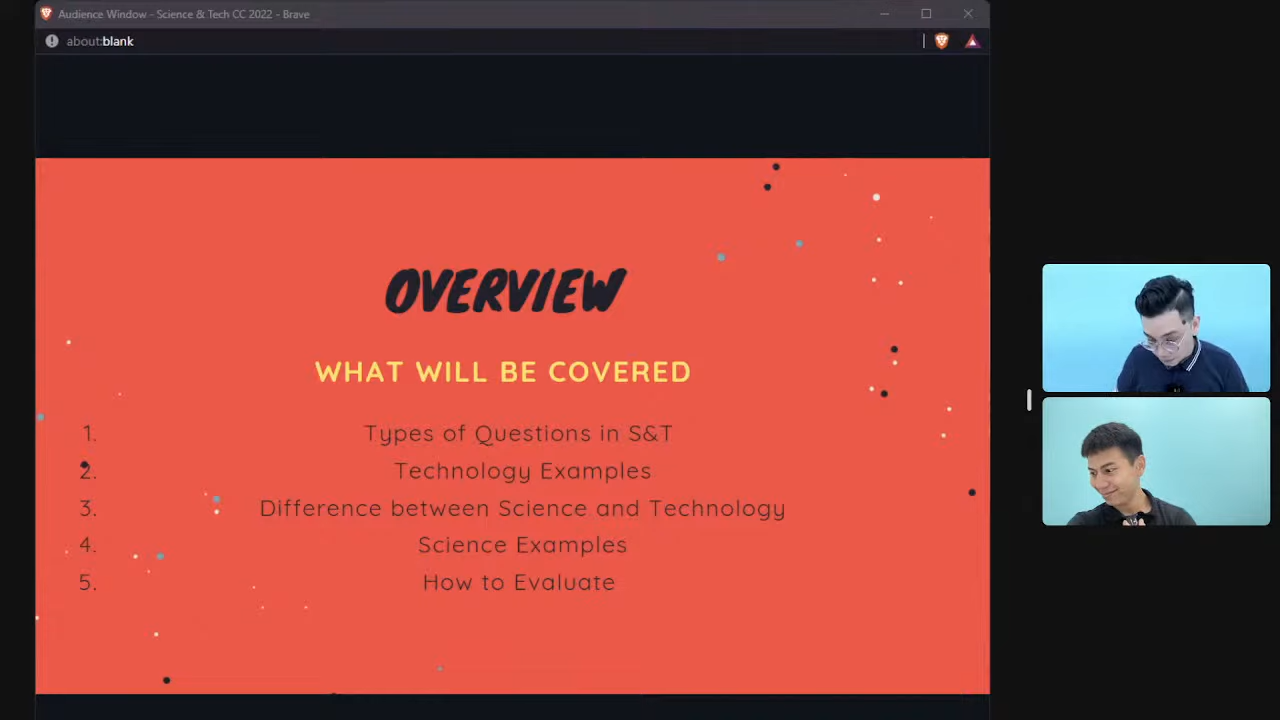 Audience Window - Science & Tech CC 2022 - Brave
about:blank
OVERVIEW
WHAT WILL BE COVERED
1. Types of Questions in S&T
2. Technology Examples
3. Difference between Science and Technology
4. Science Examples
5. How to Evaluate